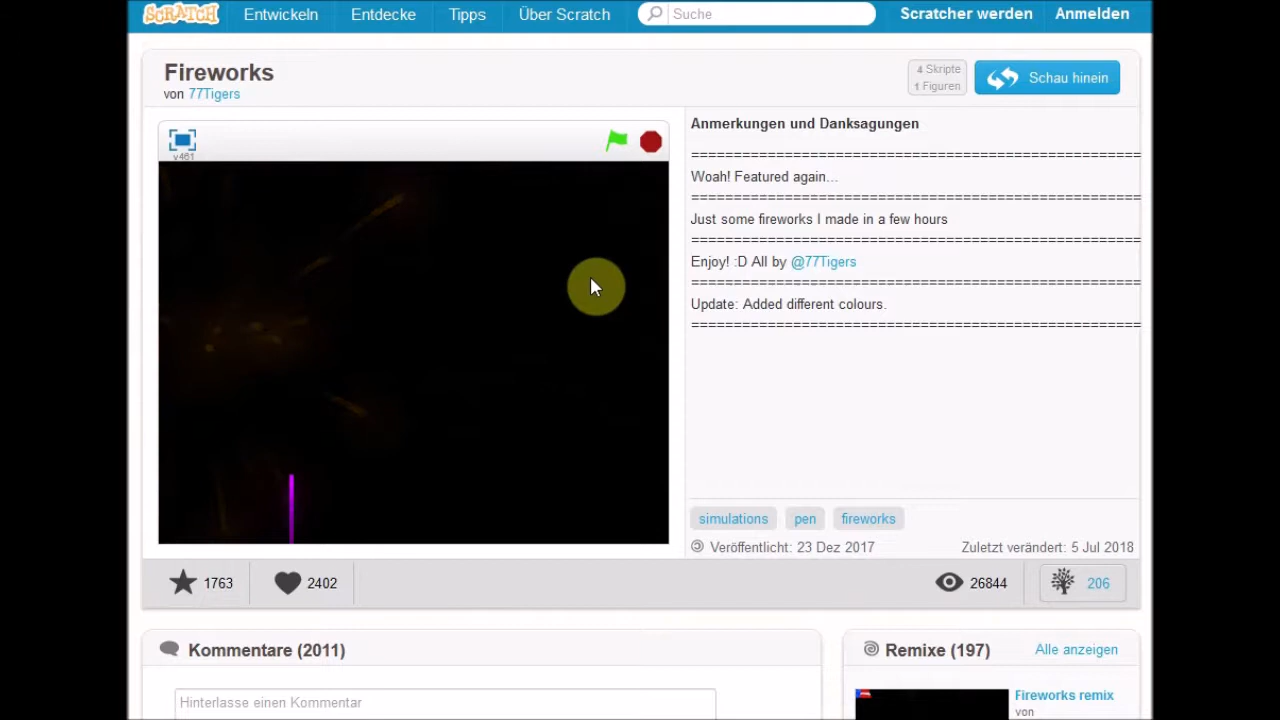 SCRATCH Entwickeln Entdecke Tipps Über Scratch Suche Scratcher werden Anmelden
Fireworks
von 77Tigers
4 Skripte
1 Figuren
Schau hinein
v461
Anmerkungen und Danksagungen
=====================================================
Woah! Featured again...
=====================================================
Just some fireworks I made in a few hours
=====================================================
Enjoy! :D All by @77Tigers
=====================================================
Update: Added different colours.
=====================================================
simulations pen fireworks
Veröffentlicht: 23 Dez 2017 Zuletzt verändert: 5 Jul 2018
1763 2402 26844 206
Kommentare (2011)
Hinterlasse einen Kommentar
Remixe (197) Alle anzeigen
Fireworks remix
von